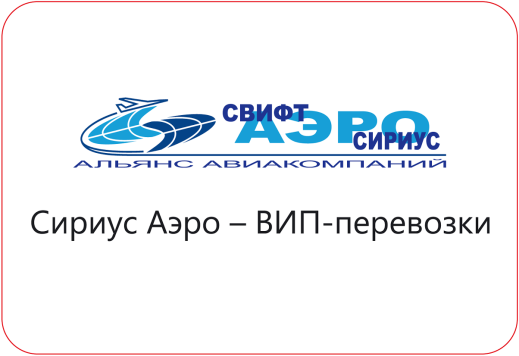 СВИФТ
АЭРО
СИРИУС
АЛЬЯНС АВИАКОМПАНИЙ
Сириус Аэро – ВИП-перевозки